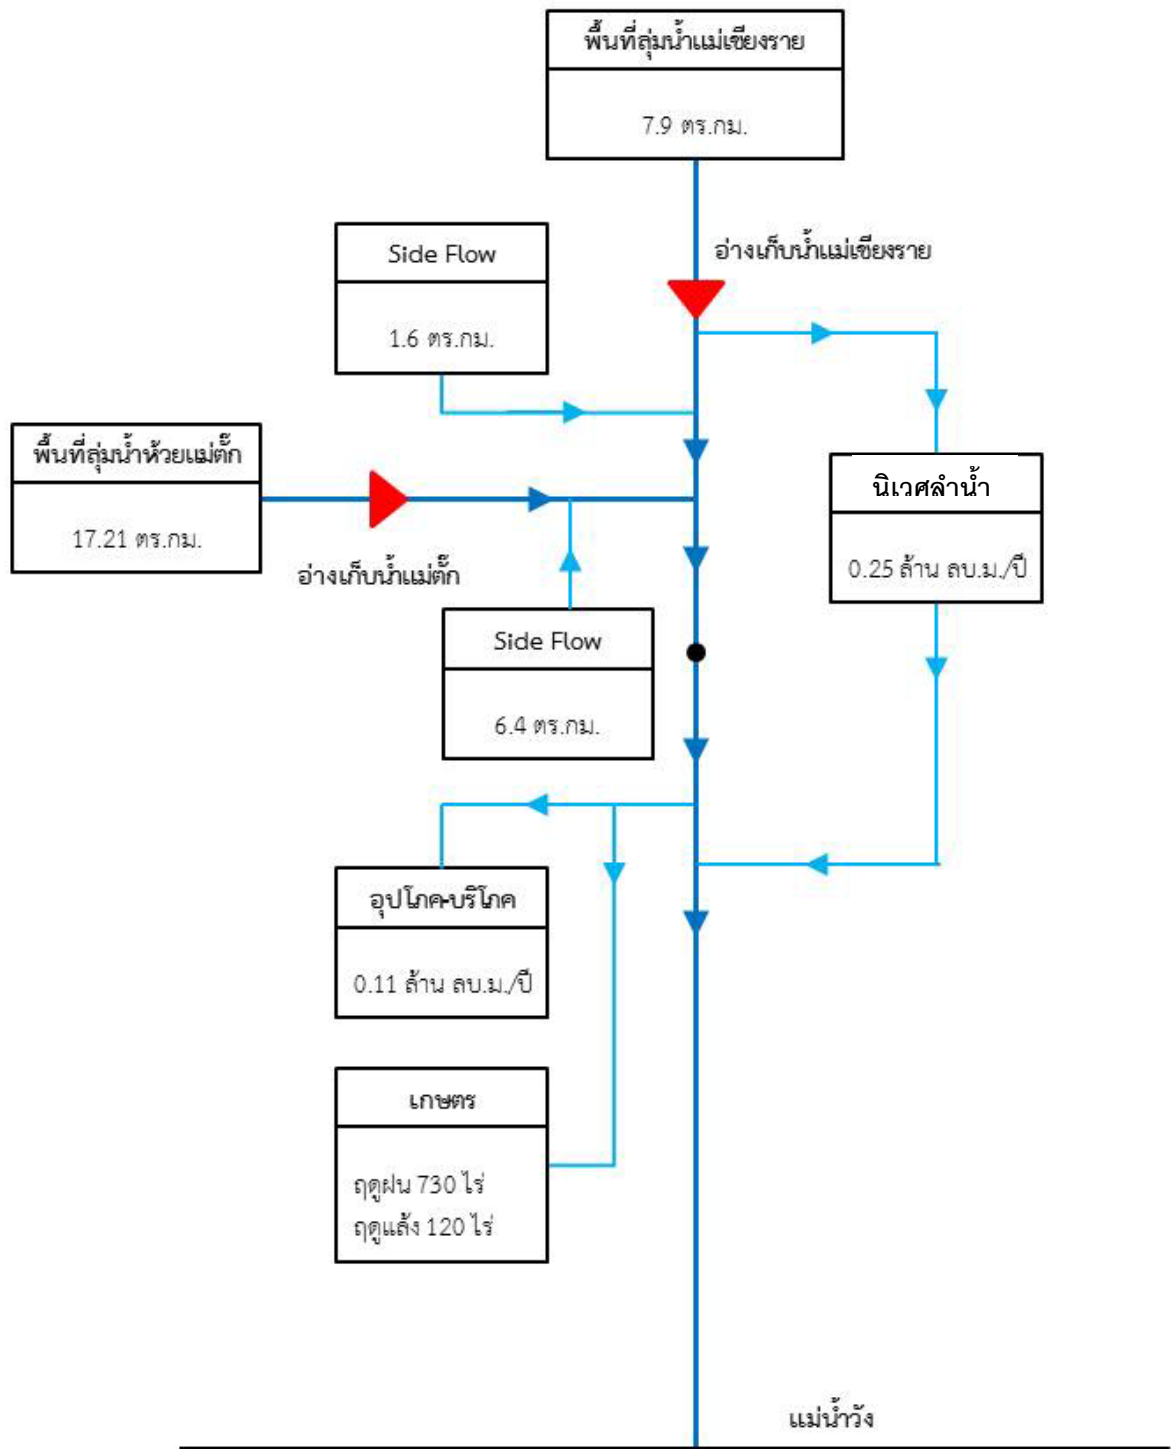 พื้นที่ลุ่มน้ำแม่เชียงราย
7.9 ตร.กม.
อ่างเก็บน้ำแม่เชียงราย
Side Flow
1.6 ตร.กม.
พื้นที่ลุ่มน้ำห้วยแม่ตั๊ก
17.21 ตร.กม.
อ่างเก็บน้ำแม่ตั๊ก
นิเวศลำน้ำ
0.25 ล้าน ลบ.ม./ปี
Side Flow
6.4 ตร.กม.
อุปโภค-บริโภค
0.11 ล้าน ลบ.ม./ปี
เกษตร
ฤดูฝน 730 ไร่
ฤดูแล้ง 120 ไร่
แม่น้ำวัง